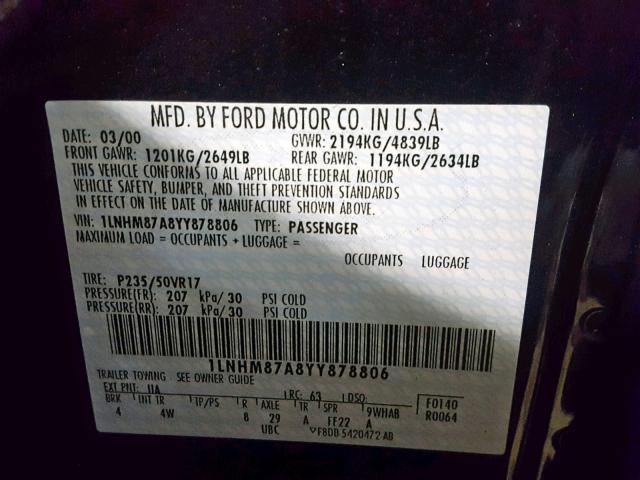 MFD. BY FORD MOTOR CO. IN U.S.A.
DATE: 03/00 GVWR: 2194KG/4839LB
FRONT GAWR: 1201KG/2649LB REAR GAWR: 1194KG/2634LB
THIS VEHICLE CONFORMS TO ALL APPLICABLE FEDERAL MOTOR
VEHICLE SAFETY, BUMPER, AND THEFT PREVENTION STANDARDS
IN EFFECT ON THE DATE OF MANUFACTURE SHOWN ABOVE.
VIN: 1LNHM87A8YY878806 TYPE: PASSENGER
MAXIMUM LOAD = OCCUPANTS + LUGGAGE =
OCCUPANTS LUGGAGE
TIRE: P235/50VR17
PRESSURE(FR) 207 kPa/30 PSI COLD
PRESSURE(RR) 207 kPa/30 PSI COLD
1LNHM87A8YY878806
TRAILER TOWING - SEE OWNER GUIDE
EXT PNT: UA RC: 63 DSO: F0140
BRK INT TR TP/PS R AXLE TR SPR 9WHAB R0064
4 4W 8 29 A FF22 A
UBC F8DB 5420472 AB